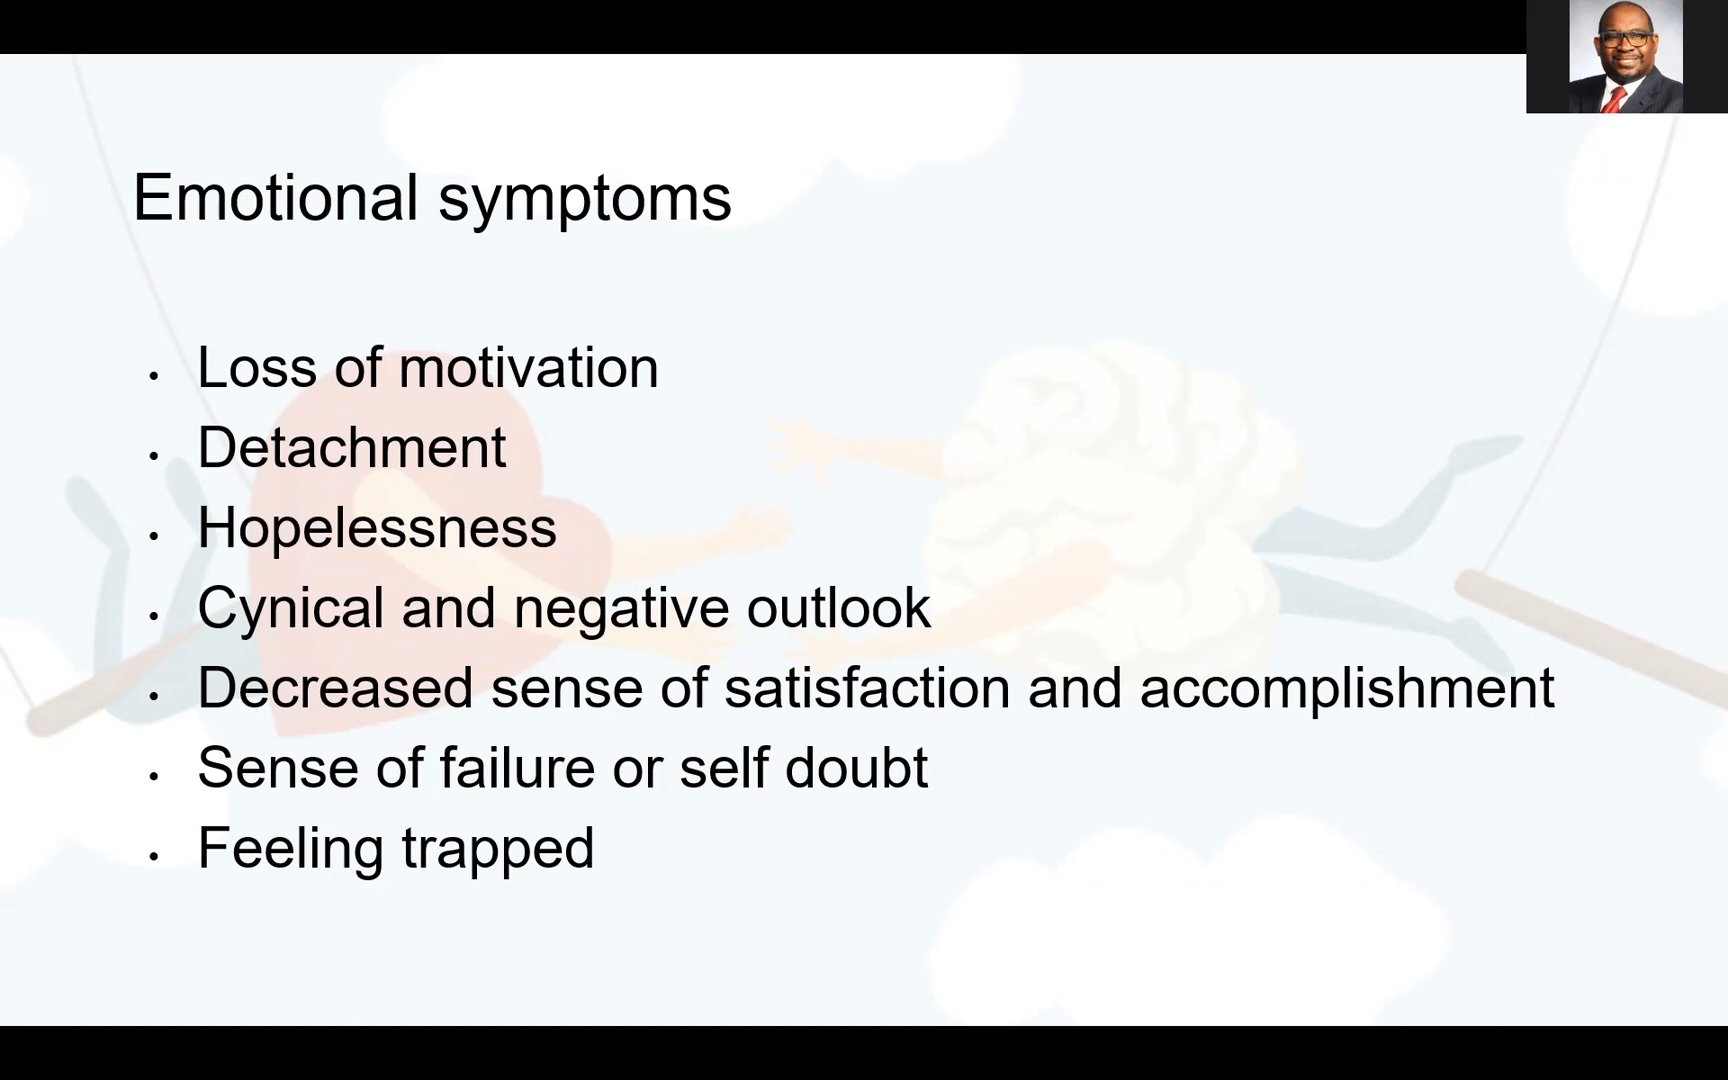 Emotional symptoms
• Loss of motivation
• Detachment
• Hopelessness
• Cynical and negative outlook
• Decreased sense of satisfaction and accomplishment
• Sense of failure or self doubt
• Feeling trapped